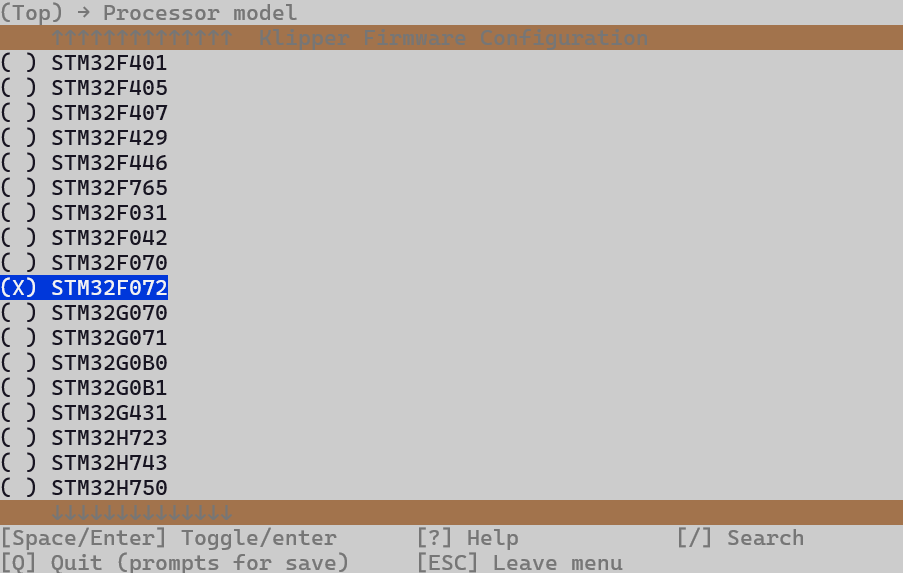 (Top) → Processor model
↑↑↑↑↑↑↑↑↑↑↑↑↑↑  Klipper Firmware Configuration
( ) STM32F401
( ) STM32F405
( ) STM32F407
( ) STM32F429
( ) STM32F446
( ) STM32F765
( ) STM32F031
( ) STM32F042
( ) STM32F070
(X) STM32F072
( ) STM32G070
( ) STM32G071
( ) STM32G0B0
( ) STM32G0B1
( ) STM32G431
( ) STM32H723
( ) STM32H743
( ) STM32H750
↓↓↓↓↓↓↓↓↓↓↓↓↓↓
[Space/Enter] Toggle/enter [?] Help [/] Search
[Q] Quit (prompts for save) [ESC] Leave menu